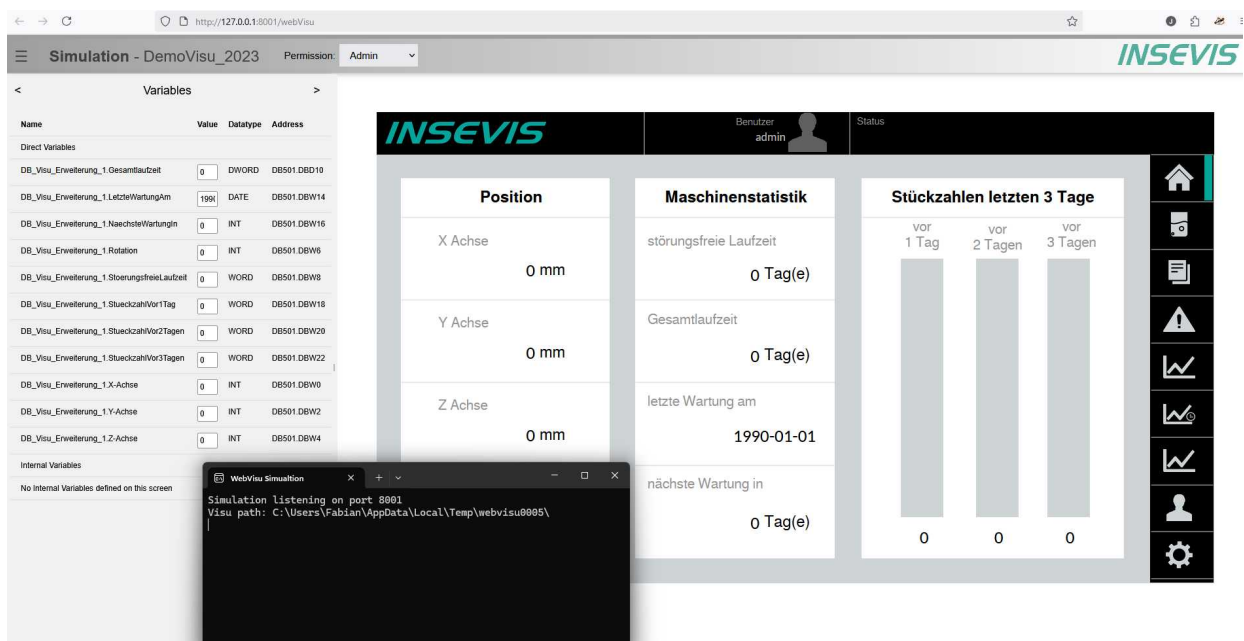 http://127.0.0.1:8001/webVisu
Simulation - DemoVisu_2023 Permission: Admin
INSEVIS
< Variables >
Name Value Datatype Address
Direct Variables
DB_Visu_Erweiterung_1.Gesamtlaufzeit 0 DWORD DB501.DBD10
DB_Visu_Erweiterung_1.LetzteWartungAm 199 DATE DB501.DBW14
DB_Visu_Erweiterung_1.NaechsteWartungIn 0 INT DB501.DBW16
DB_Visu_Erweiterung_1.Rotation 0 INT DB501.DBW6
DB_Visu_Erweiterung_1.StoerungsfreieLaufzeit 0 WORD DB501.DBW8
DB_Visu_Erweiterung_1.StueckzahlVor1Tag 0 WORD DB501.DBW18
DB_Visu_Erweiterung_1.StueckzahlVor2Tagen 0 WORD DB501.DBW20
DB_Visu_Erweiterung_1.StueckzahlVor3Tagen 0 WORD DB501.DBW22
DB_Visu_Erweiterung_1.X-Achse 0 INT DB501.DBW0
DB_Visu_Erweiterung_1.Y-Achse 0 INT DB501.DBW2
DB_Visu_Erweiterung_1.Z-Achse 0 INT DB501.DBW4
Internal Variables
No Internal Variables defined on this screen
WebVisu Simualtion
Simulation listening on port 8001
Visu path: C:\Users\Fabian\AppData\Local\Temp\webvisu0005\
INSEVIS
Benutzer
admin
Status
Position
X Achse
0 mm
Y Achse
0 mm
Z Achse
0 mm
Maschinenstatistik
störungsfreie Laufzeit
0 Tag(e)
Gesamtlaufzeit
0 Tag(e)
letzte Wartung am
1990-01-01
nächste Wartung in
0 Tag(e)
Stückzahlen letzten 3 Tage
vor vor vor
1 Tag 2 Tagen 3 Tagen
0 0 0